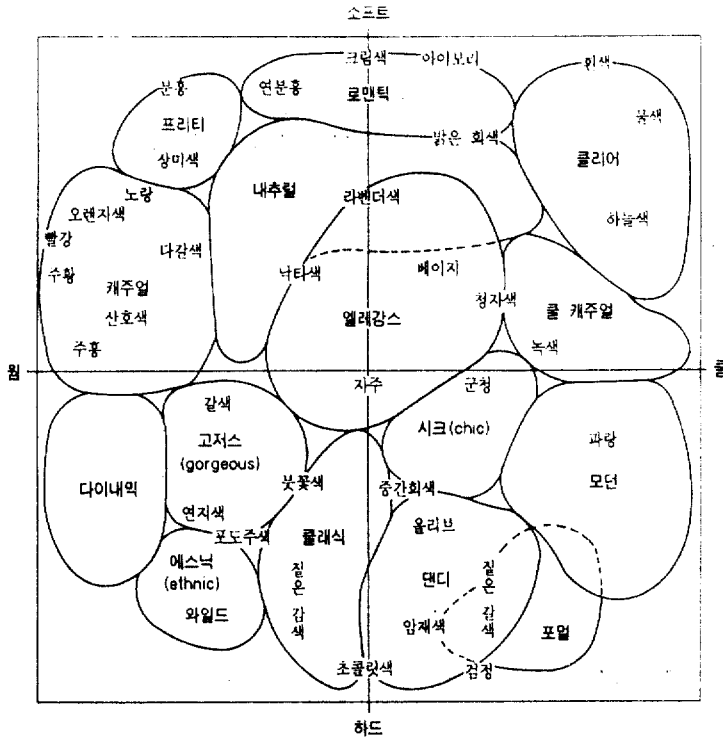 소프트
크림색 아이보리
흰색
분홍
연분홍
로맨틱
프리티
물색
밝은 회색
상미색
클리어
노랑
내추럴
라벤더색
오렌지색
하늘색
빨강
다갈색
수황
낙타색
베이지
캐주얼
청자색
쿨 캐주얼
산호색
엘레강스
수홍
녹색
웜
쿨
자주
군청
갈색
고저스
(gorgeous)
시크(chic)
파랑
모던
다이내믹
붓꽃색
중간회색
연지색
포도주색
클래식
올리브
에스닉
(ethnic)
짙은 갈색
댄디
짙은 갈색
와일드
암재색
포멀
초콜릿색
검정
하드